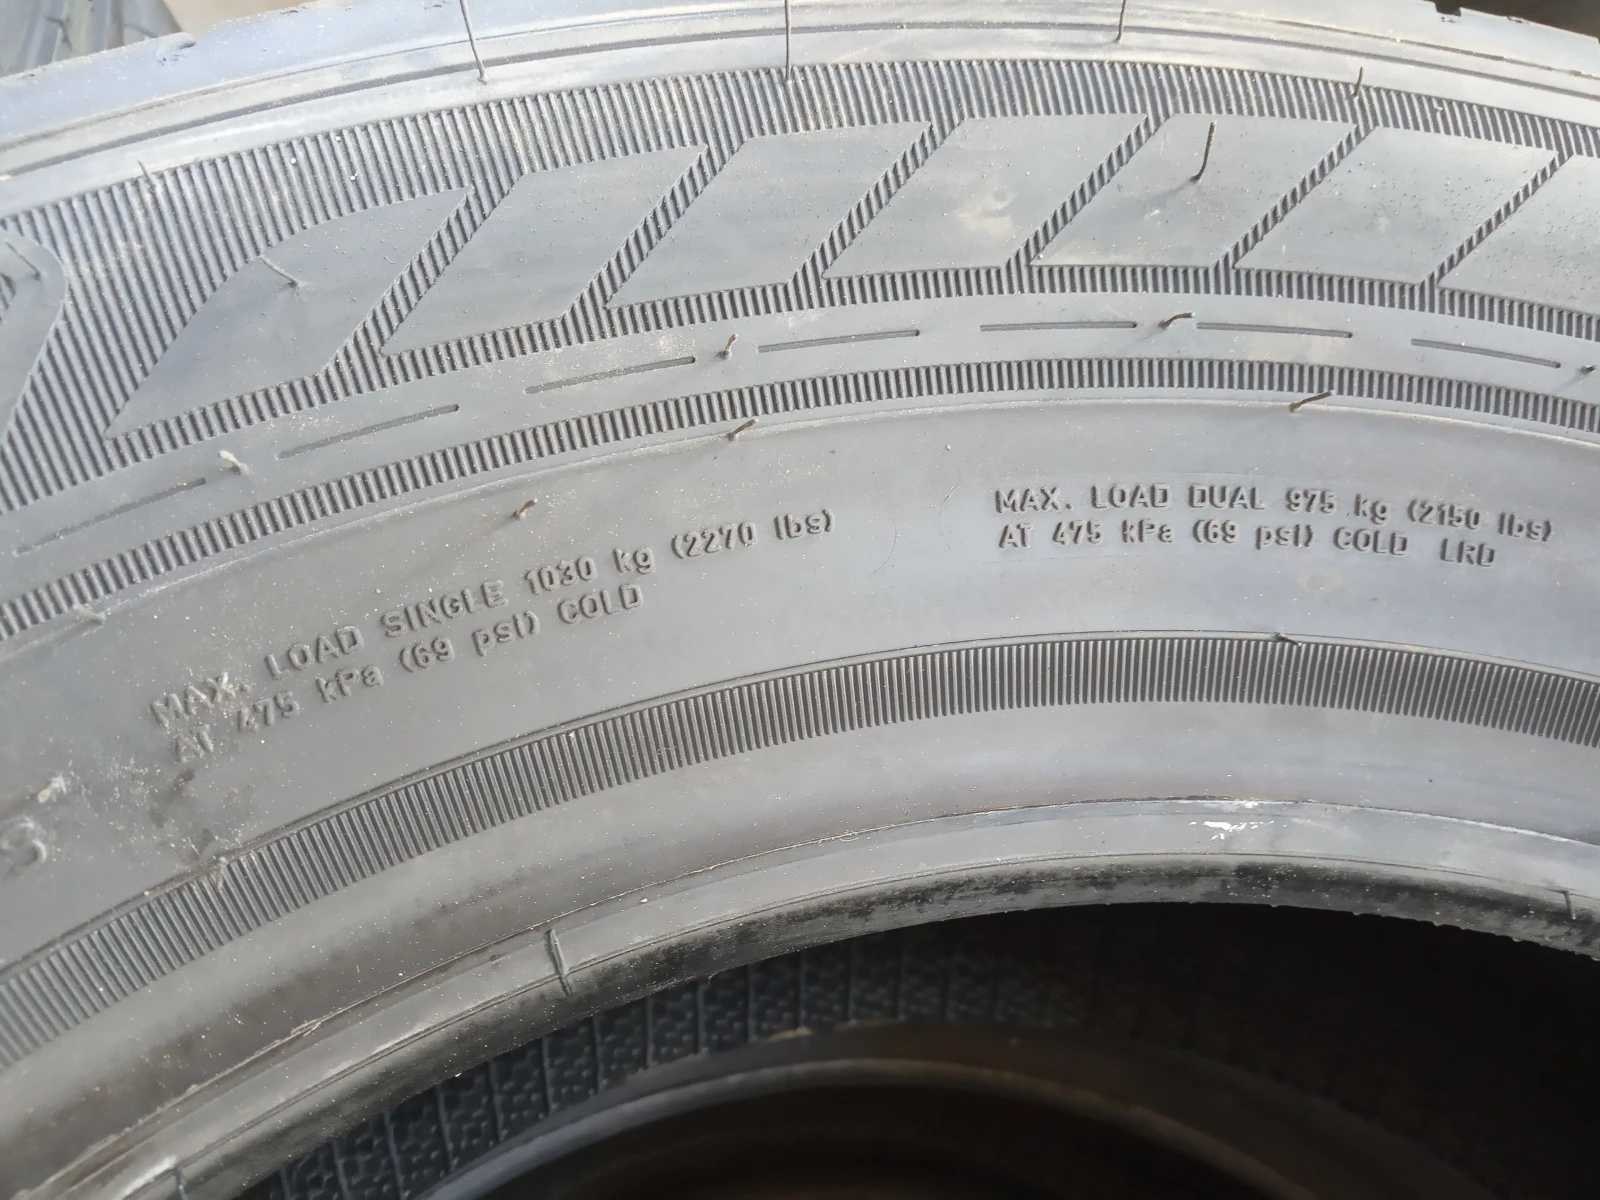 MAX. LOAD SINGLE 1030 kg (2270 lbs)
AT 475 kPa (69 psi) COLD
MAX. LOAD DUAL 975 kg (2150 lbs)
AT 475 kPa (69 psi) COLD LRD
S